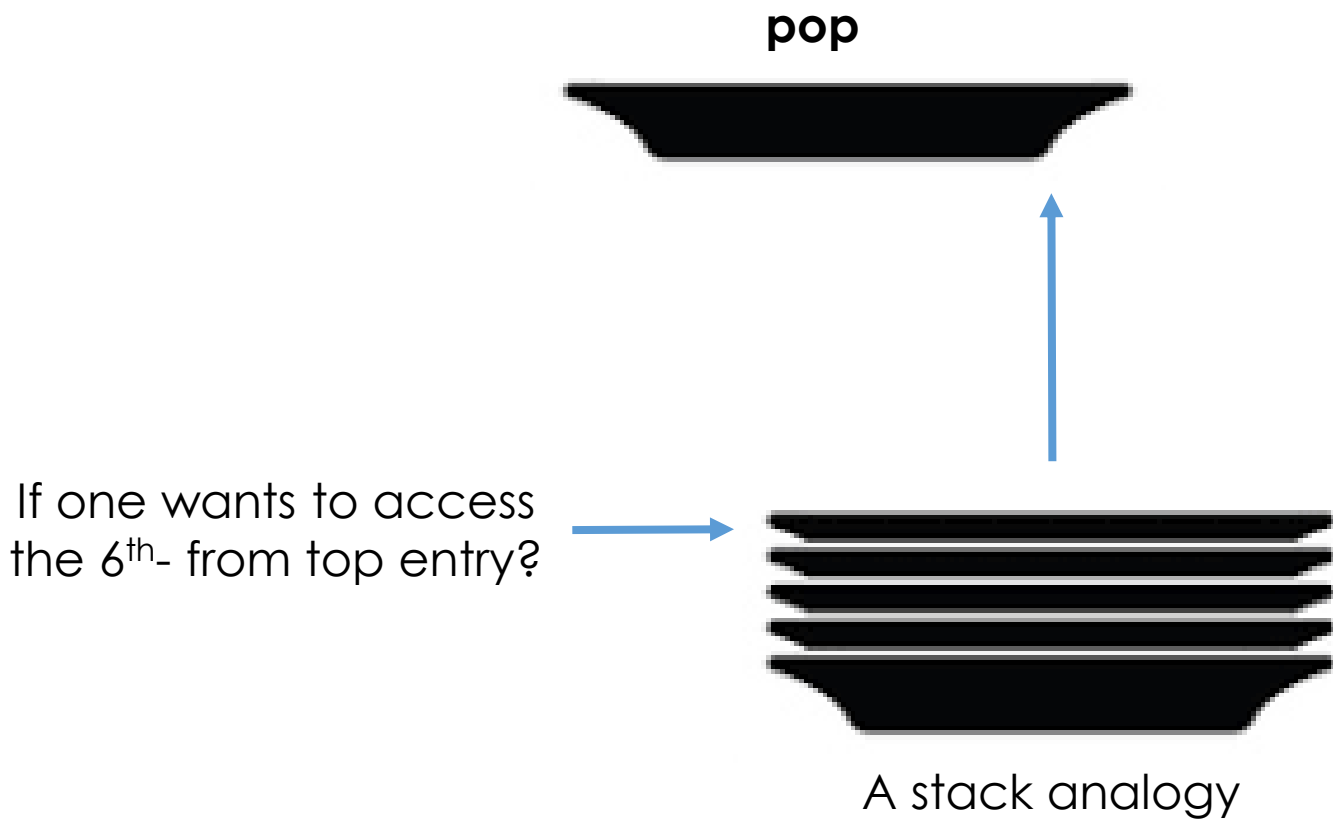 pop
If one wants to access
the 6th- from top entry?
A stack analogy